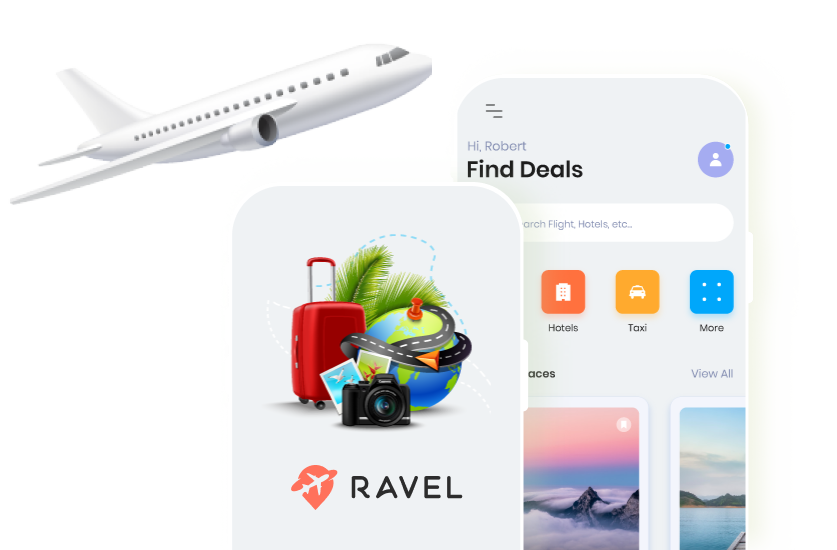 Hi, Robert
Find Deals
arch Flight, Hotels, etc...
Hotels
Taxi
More
aces
View All
RAVEL